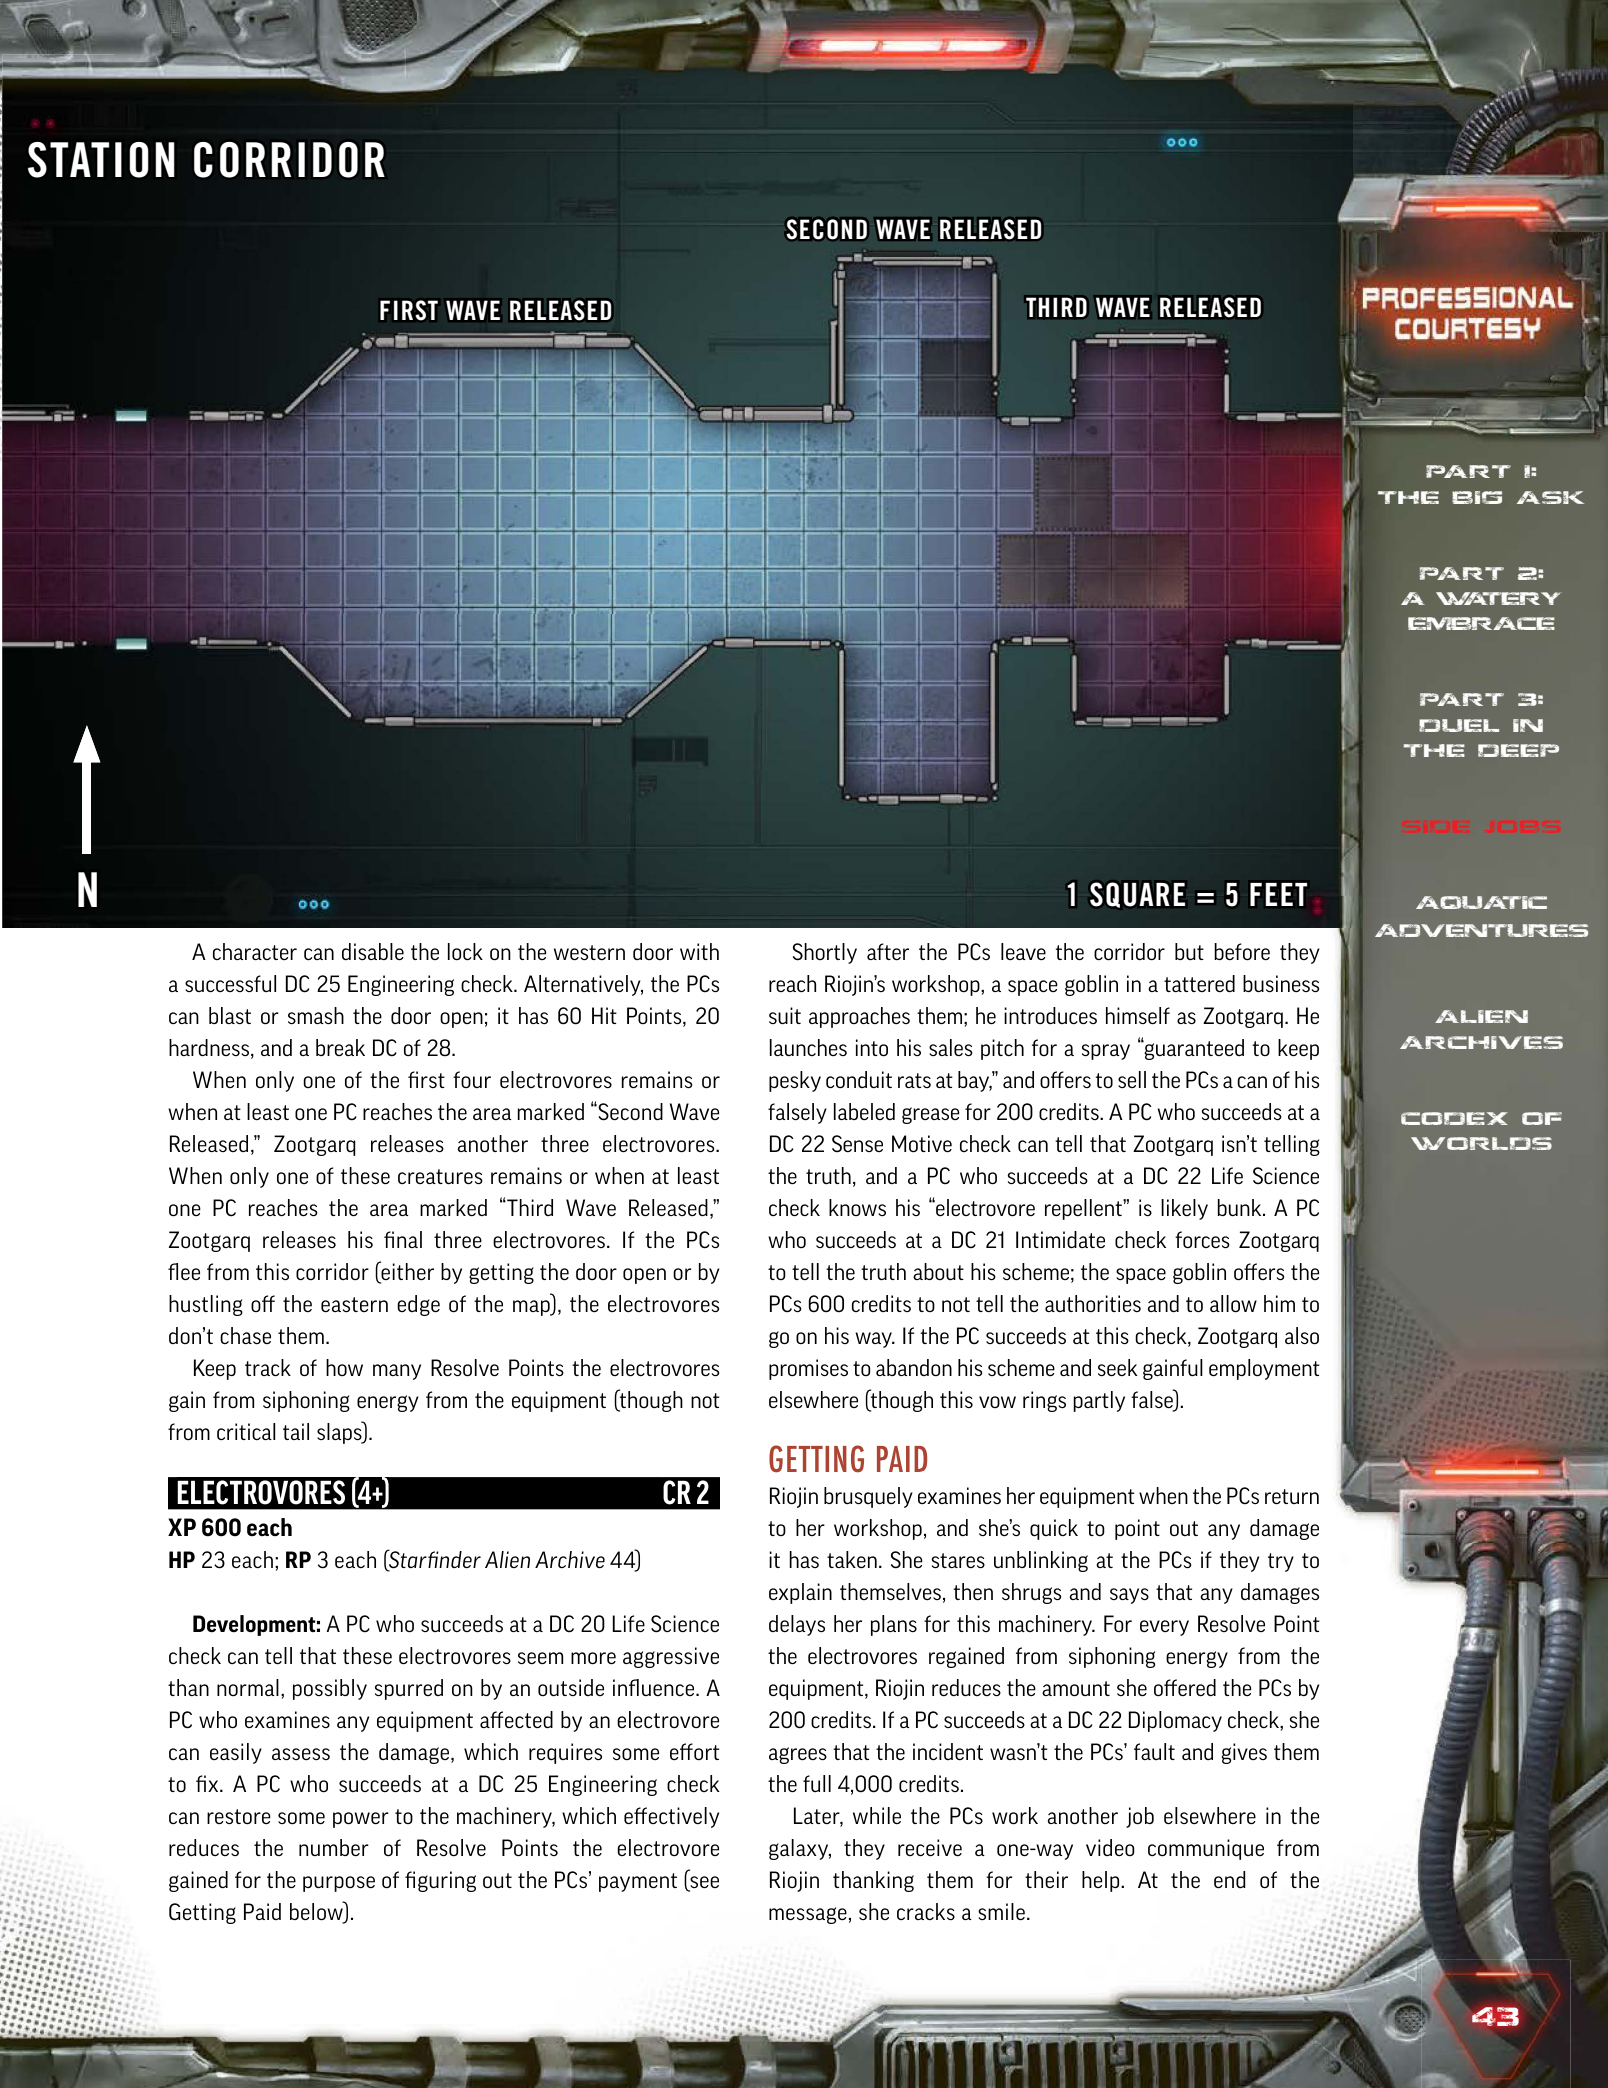 STATION CORRIDOR
SECOND WAVE RELEASED
FIRST WAVE RELEASED
THIRD WAVE RELEASED
N
1 SQUARE = 5 FEET
A character can disable the lock on the western door with
a successful DC 25 Engineering check. Alternatively, the PCs
can blast or smash the door open; it has 60 Hit Points, 20
hardness, and a break DC of 28.
When only one of the first four electrovores remains or
when at least one PC reaches the area marked “Second Wave
Released,” Zootgarq releases another three electrovores.
When only one of these creatures remains or when at least
one PC reaches the area marked “Third Wave Released,”
Zootgarq releases his final three electrovores. If the PCs
flee from this corridor (either by getting the door open or by
hustling off the eastern edge of the map), the electrovores
don’t chase them.
Keep track of how many Resolve Points the electrovores
gain from siphoning energy from the equipment (though not
from critical tail slaps).
ELECTROVORES (4+) CR 2
XP 600 each
HP 23 each; RP 3 each (Starfinder Alien Archive 44)
Development: A PC who succeeds at a DC 20 Life Science
check can tell that these electrovores seem more aggressive
than normal, possibly spurred on by an outside influence. A
PC who examines any equipment affected by an electrovore
can easily assess the damage, which requires some effort
to fix. A PC who succeeds at a DC 25 Engineering check
can restore some power to the machinery, which effectively
reduces the number of Resolve Points the electrovore
gained for the purpose of figuring out the PCs’ payment (see
Getting Paid below).
Shortly after the PCs leave the corridor but before they
reach Riojin’s workshop, a space goblin in a tattered business
suit approaches them; he introduces himself as Zootgarq. He
launches into his sales pitch for a spray “guaranteed to keep
pesky conduit rats at bay,” and offers to sell the PCs a can of his
falsely labeled grease for 200 credits. A PC who succeeds at a
DC 22 Sense Motive check can tell that Zootgarq isn’t telling
the truth, and a PC who succeeds at a DC 22 Life Science
check knows his “electrovore repellent” is likely bunk. A PC
who succeeds at a DC 21 Intimidate check forces Zootgarq
to tell the truth about his scheme; the space goblin offers the
PCs 600 credits to not tell the authorities and to allow him to
go on his way. If the PC succeeds at this check, Zootgarq also
promises to abandon his scheme and seek gainful employment
elsewhere (though this vow rings partly false).
GETTING PAID
Riojin brusquely examines her equipment when the PCs return
to her workshop, and she’s quick to point out any damage
it has taken. She stares unblinking at the PCs if they try to
explain themselves, then shrugs and says that any damages
delays her plans for this machinery. For every Resolve Point
the electrovores regained from siphoning energy from the
equipment, Riojin reduces the amount she offered the PCs by
200 credits. If a PC succeeds at a DC 22 Diplomacy check, she
agrees that the incident wasn’t the PCs’ fault and gives them
the full 4,000 credits.
Later, while the PCs work another job elsewhere in the
galaxy, they receive a one-way video communique from
Riojin thanking them for their help. At the end of the
message, she cracks a smile.
PROFESSIONAL
COURTESY
PART 1:
THE BIG ASK
PART 2:
A WATERY
EMBRACE
PART 3:
DUEL IN
THE DEEP
SIDE JOBS
AQUATIC
ADVENTURES
ALIEN
ARCHIVES
CODEX OF
WORLDS
43